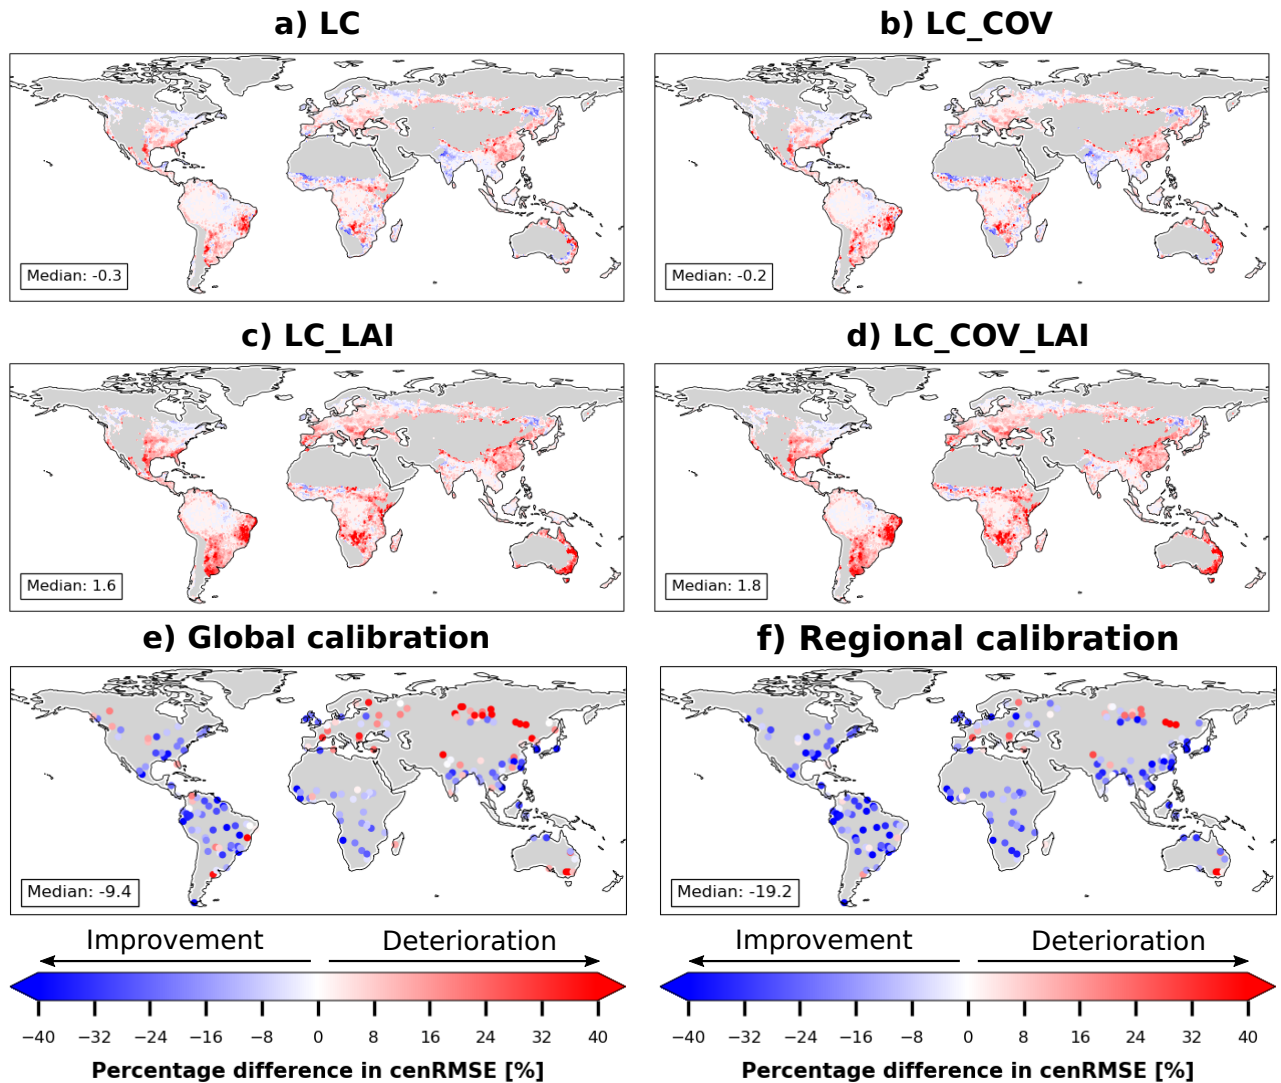 a) LC
b) LC_COV
Median: -0.3
Median: -0.2
c) LC_LAI
d) LC_COV_LAI
Median: 1.6
Median: 1.8
e) Global calibration
f) Regional calibration
Median: -9.4
Median: -19.2
Improvement
Deterioration
Improvement
Deterioration
−40 −32 −24 −16 −8 0 8 16 24 32 40
−40 −32 −24 −16 −8 0 8 16 24 32 40
Percentage difference in cenRMSE [%]
Percentage difference in cenRMSE [%]